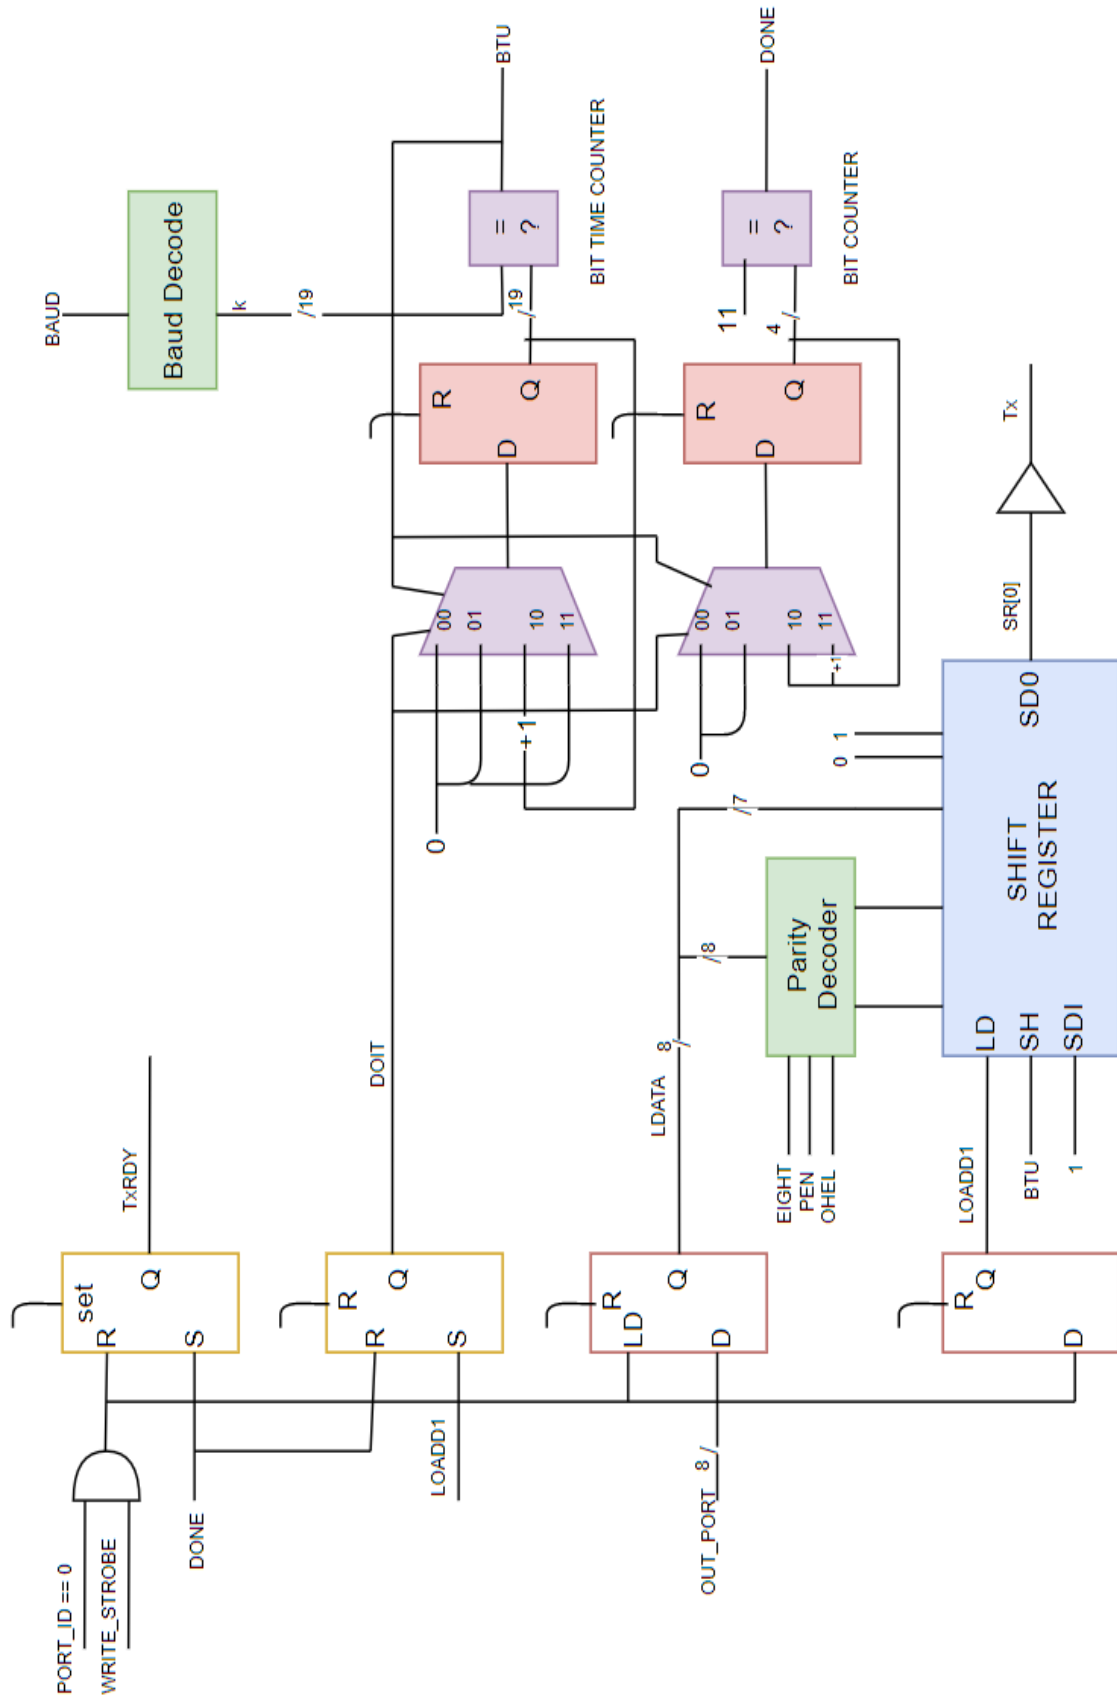 PORT_ID == 0
WRITE_STROBE
R
set
S
Q
TxRDY
DONE
R
R
S
Q
LOADD1
DOIT
OUT_PORT
8
/
LD
R
D
Q
LDATA
8
/
/8
/7
D
R
Q
LOADD1
BTU
1
EIGHT
PEN
OHEL
Parity
Decoder
LD
SH
SDI
SHIFT
REGISTER
SD0
0
1
SR[0]
Tx
0
+1
00
01
10
11
D
R
Q
/19
= ?
BTU
BIT TIME COUNTER
BAUD
Baud Decode
k
/19
0
00
01
10
11
+1
D
R
Q
4
/
11
= ?
DONE
BIT COUNTER